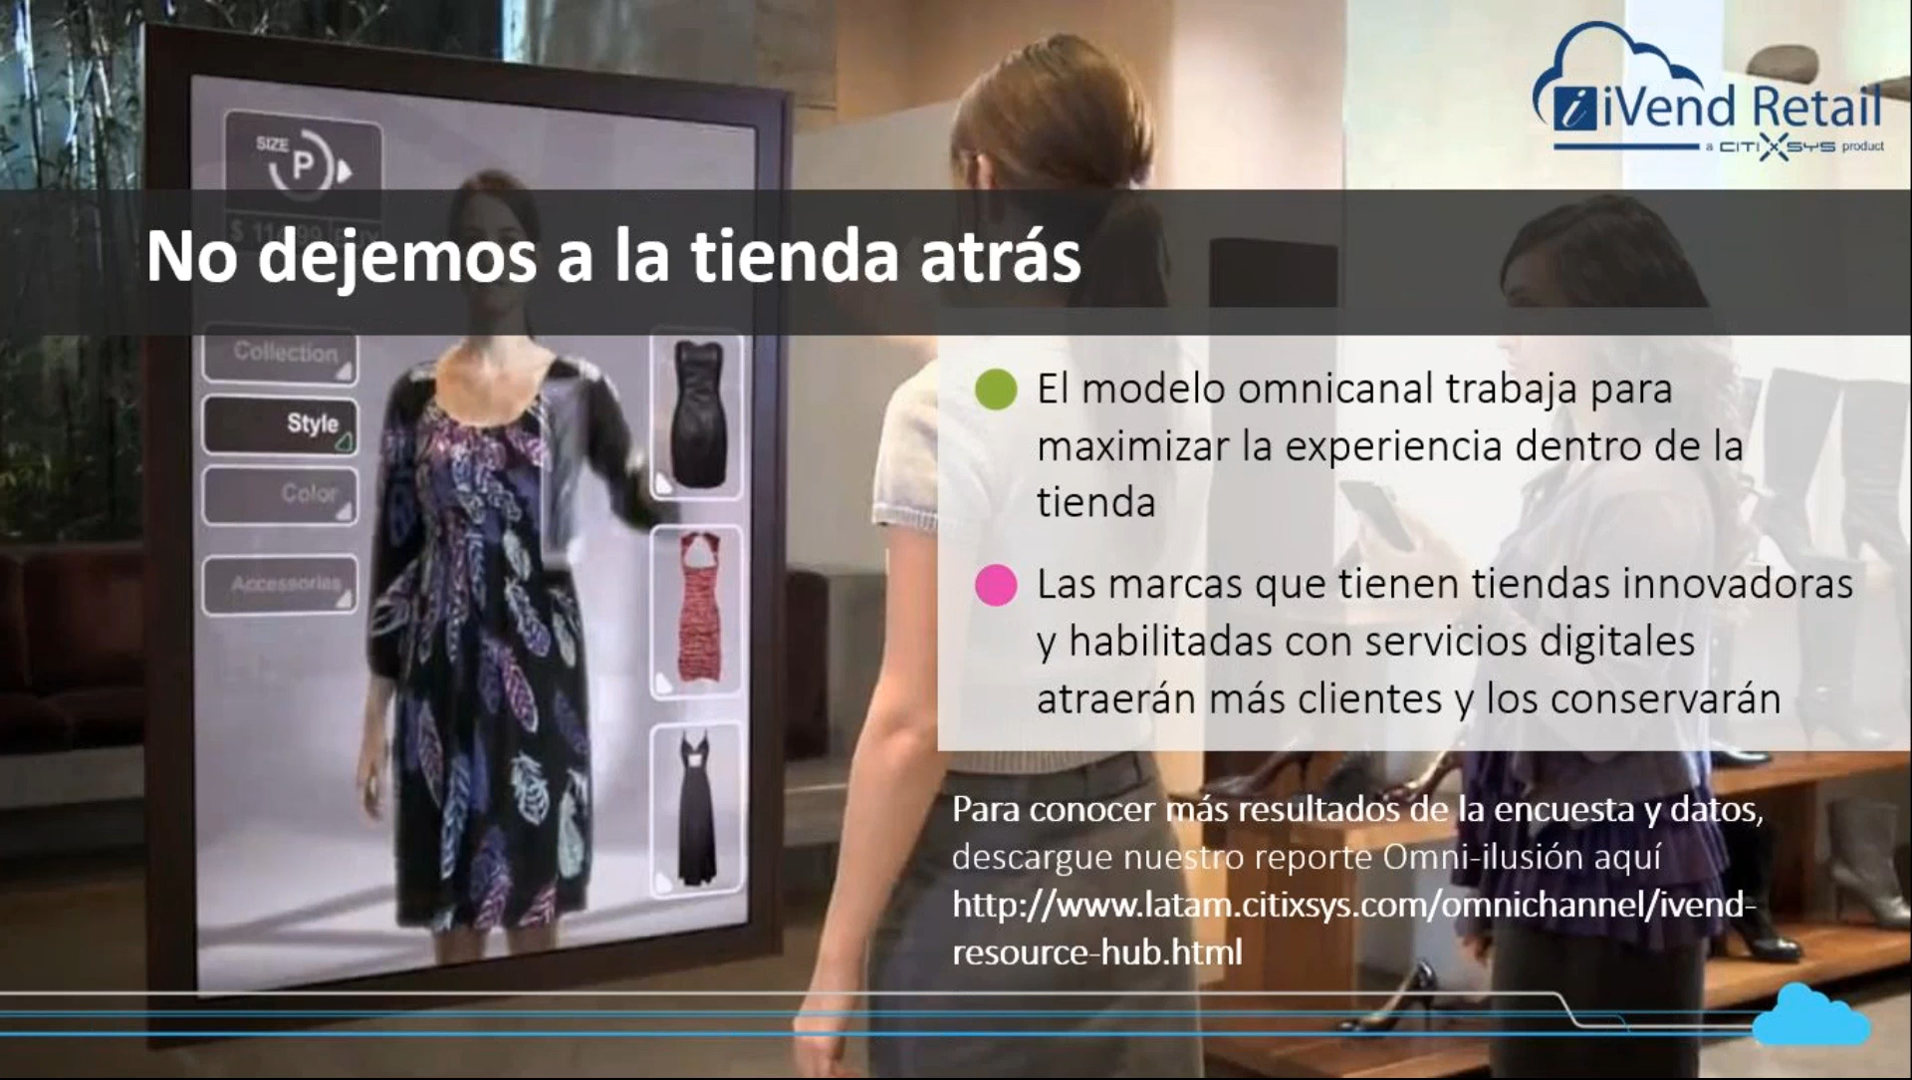 iVend Retail
a CITIXSYS product
SIZE
P
No dejemos a la tienda atrás
Collection
Style
Color
Accessories
El modelo omnicanal trabaja para
maximizar la experiencia dentro de la
tienda
Las marcas que tienen tiendas innovadoras
y habilitadas con servicios digitales
atraerán más clientes y los conservarán
Para conocer más resultados de la encuesta y datos,
descargue nuestro reporte Omni-ilusión aquí
http://www.latam.citixsys.com/omnichannel/ivend-
resource-hub.html